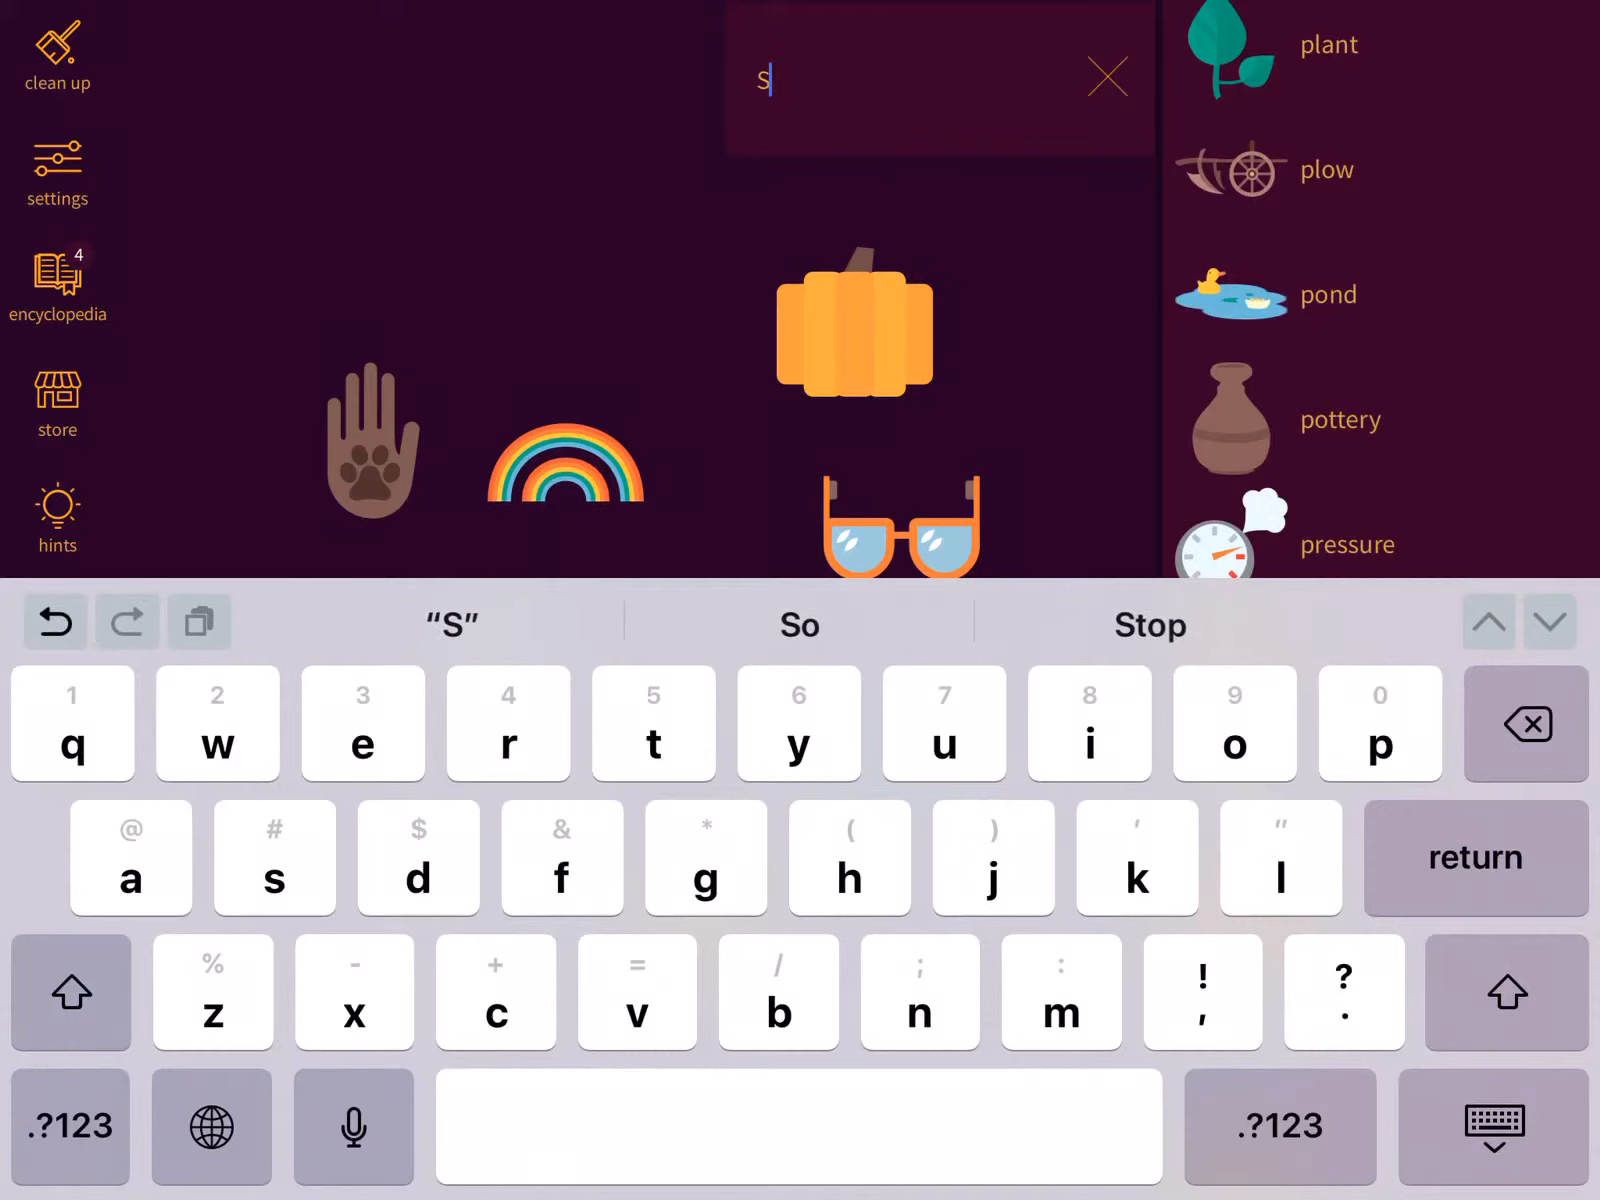 clean up
settings
4
encyclopedia
store
hints
S
plant
plow
pond
pottery
pressure
“S” So Stop
1 2 3 4 5 6 7 8 9 0
q w e r t y u i o p
@ # $ & * ( ) ' "
a s d f g h j k l return
% - + = / ; : ! ?
z x c v b n m , .
.?123 .?123